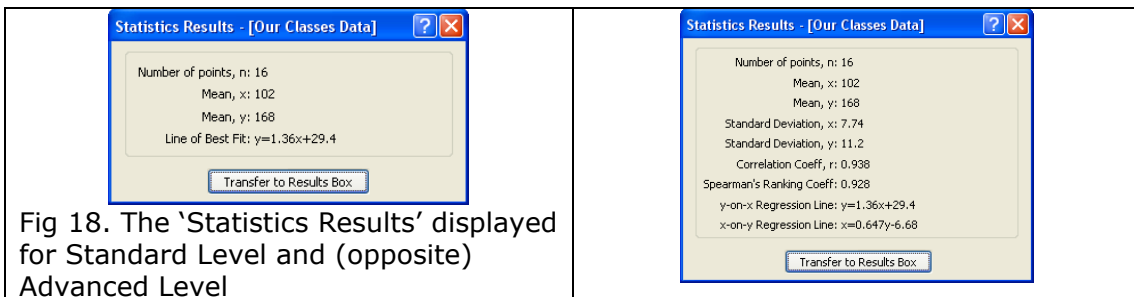 Statistics Results - [Our Classes Data]
Number of points, n: 16
Mean, x: 102
Mean, y: 168
Line of Best Fit: y=1.36x+29.4
Transfer to Results Box
Fig 18. The ‘Statistics Results’ displayed
for Standard Level and (opposite)
Advanced Level
Statistics Results - [Our Classes Data]
Number of points, n: 16
Mean, x: 102
Mean, y: 168
Standard Deviation, x: 7.74
Standard Deviation, y: 11.2
Correlation Coeff, r: 0.938
Spearman's Ranking Coeff: 0.928
y-on-x Regression Line: y=1.36x+29.4
x-on-y Regression Line: x=0.647y-6.68
Transfer to Results Box